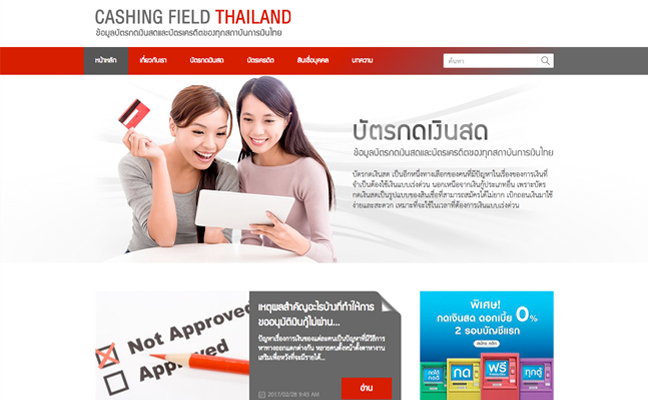 CASHING FIELD THAILAND
ข้อมูลบัตรกดเงินสดและบัตรเครดิตของทุกสถาบันการเงินไทย
หน้าหลัก เกี่ยวกับเรา บัตรกดเงินสด บัตรเครดิต สินเชื่อบุคคล บทความ ค้นหา
บัตรกดเงินสด
ข้อมูลบัตรกดเงินสดและบัตรเครดิตของทุกสถาบันการเงินไทย
บัตรกดเงินสด เป็นอีกหนึ่งทางเลือกของคนที่มีปัญหาในเรื่องของการเงินที่
จำเป็นต้องใช้เงินแบบเร่งด่วน นอกเหนือจากเงินกู้ประเภทอื่น เพราะบัตร
กดเงินสดเป็นรูปแบบของสินเชื่อที่สามารถสมัครได้ไม่ยาก เบิกถอนเงินมาใช้
ง่ายและสะดวก เหมาะที่จะใช้ในเวลาที่ต้องการเงินแบบเร่งด่วน
Not Approved
Approved
เหตุผลสำคัญอะไรบ้างที่ทำให้การ
ขออนุมัติเงินกู้ไม่ผ่าน...
ปัญหาเรื่องการเงินของแต่ละคนเป็นปัญหาที่มีวิธีการ
หาทางออกแตกต่างกัน หลายคนตั้งหน้าตั้งตาหางาน
เสริมเพื่อหวังที่จะมีรายได้...
2017/02/28 9:45 AM
อ่าน
พิเศษ!
กดเงินสด ดอกเบี้ย 0%
2 รอบบัญชีแรก
สมัคร คลิก
กด
ฟรี
ทุกตู้